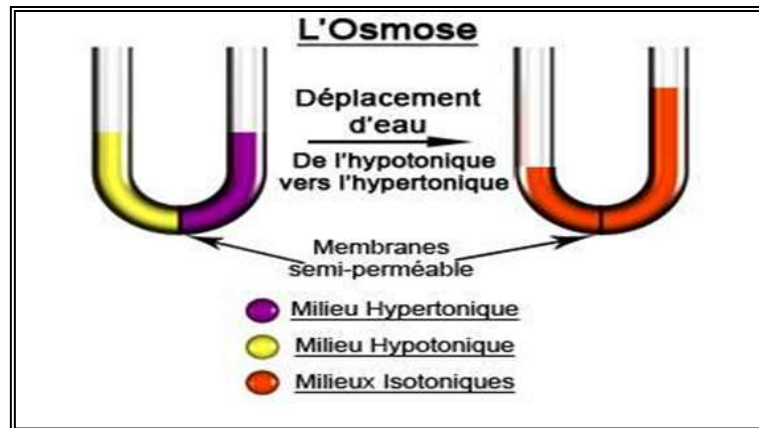 L'Osmose
Déplacement
d'eau
De l'hypotonique
vers l'hypertonique
Membranes
semi-perméable
Milieu Hypertonique
Milieu Hypotonique
Milieux Isotoniques